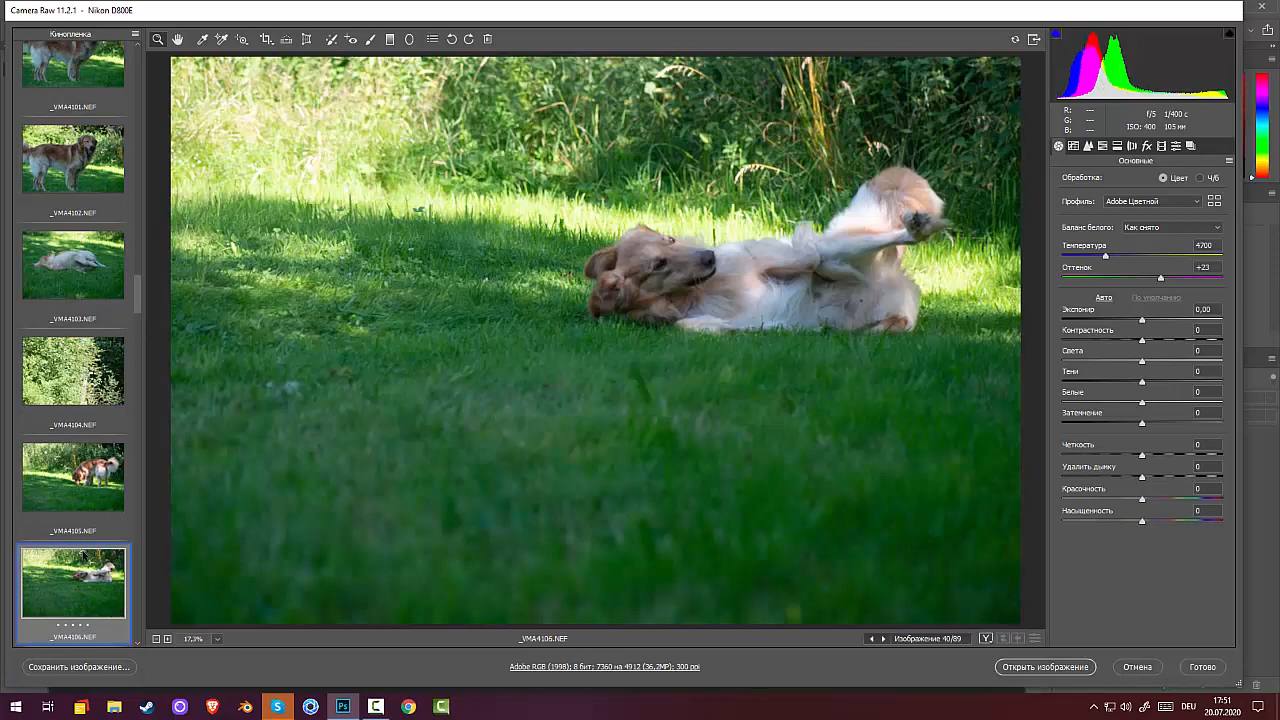 Camera Raw 11.2.1 - Nikon D800E
Кинопленка
_VMA4101.NEF
_VMA4102.NEF
_VMA4103.NEF
_VMA4104.NEF
_VMA4105.NEF
_VMA4106.NEF
17,3%
_VMA4106.NEF
Изображение 40/89
Y
Сохранить изображение...
Adobe RGB (1998); 8 бит; 7360 на 4912 (36,2MP); 300 ppi
Открыть изображение
Отмена
Готово
R: ---
G: ---
B: ---
f/5 1/400 с
ISO: 400 105 мм
fx
Основные
Обработка: Цвет Ч/б
Профиль: Adobe Цветной
Баланс белого: Как снято
Температура 4700
Оттенок +23
Авто По умолчанию
Экспонир 0,00
Контрастность 0
Света 0
Тени 0
Белые 0
Затемнение 0
Четкость 0
Удалить дымку 0
Красочность 0
Насыщенность 0
Ps
DEU
17:51
20.07.2020